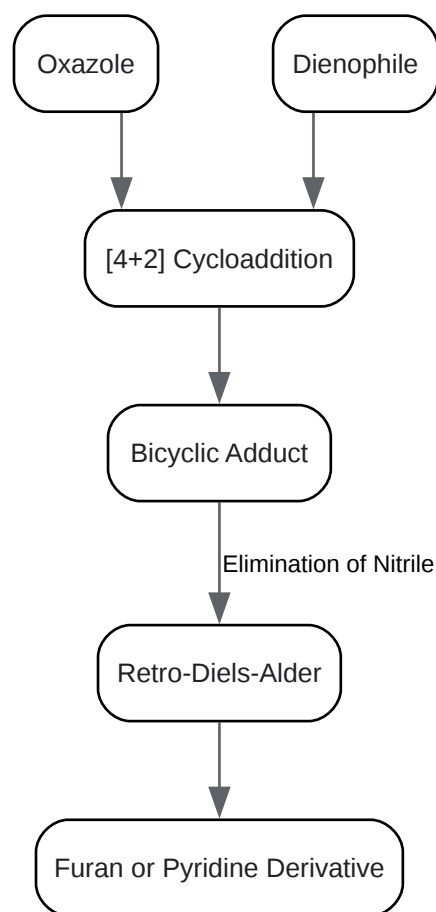 Oxazole
Dienophile
[4+2] Cycloaddition
Bicyclic Adduct
Elimination of Nitrile
Retro-Diels-Alder
Furan or Pyridine Derivative